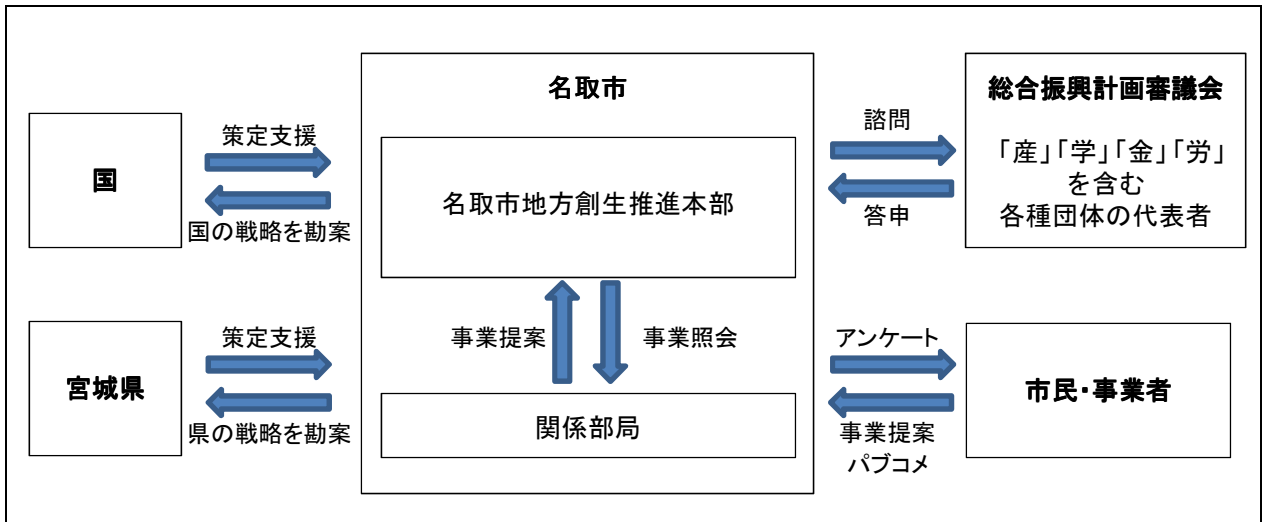 国
策定支援
国の戦略を勘案
宮城県
策定支援
県の戦略を勘案
名取市
名取市地方創生推進本部
事業提案
事業照会
関係部局
諮問
答申
総合振興計画審議会
「産」「学」「金」「労」
を含む
各種団体の代表者
アンケート
事業提案
パブコメ
市民・事業者